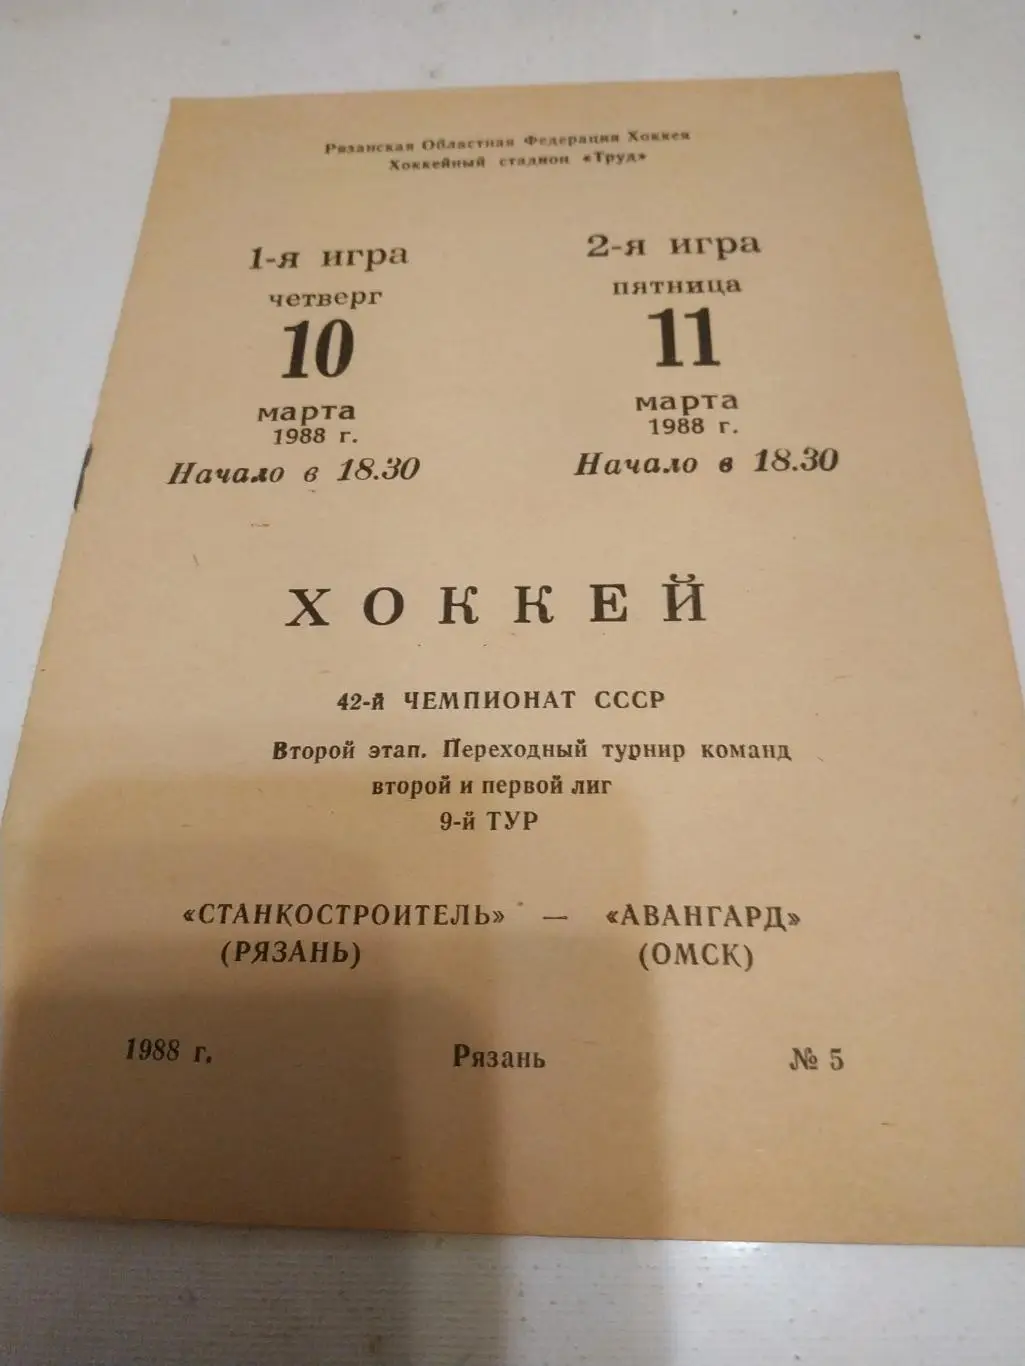 Рязанская Областная Федерация Хоккея
Хоккейный стадион «Труд»
1-я игра
четверг
10
марта
1988 г.
Начало в 18.30
2-я игра
пятница
11
марта
1988 г.
Начало в 18.30
ХОККЕЙ
42-й ЧЕМПИОНАТ СССР
Второй этап. Переходный турнир команд
второй и первой лиг
9-й ТУР
«СТАНКОСТРОИТЕЛЬ» — «АВАНГАРД»
(РЯЗАНЬ) (ОМСК)
1988 г. Рязань № 5